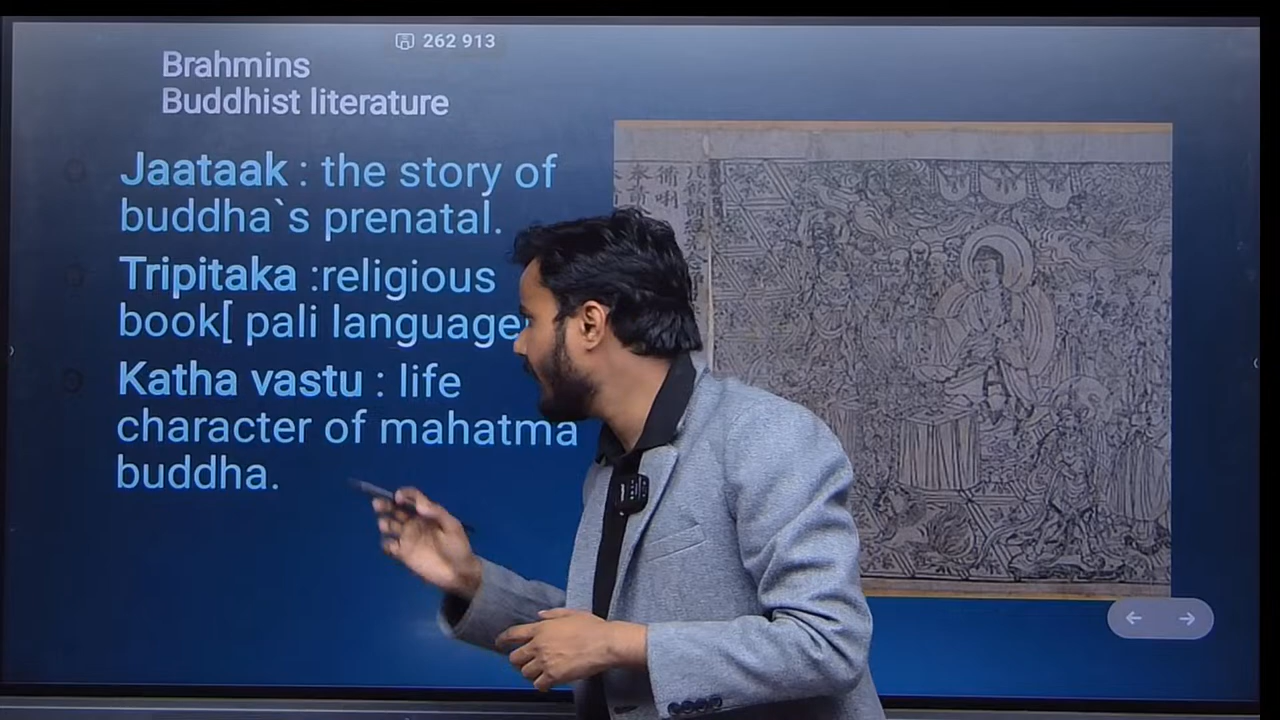 262 913
Brahmins
Buddhist literature
Jaataak : the story of
buddha`s prenatal.
Tripitaka :religious
book[ pali language
Katha vastu : life
character of mahatma
buddha.